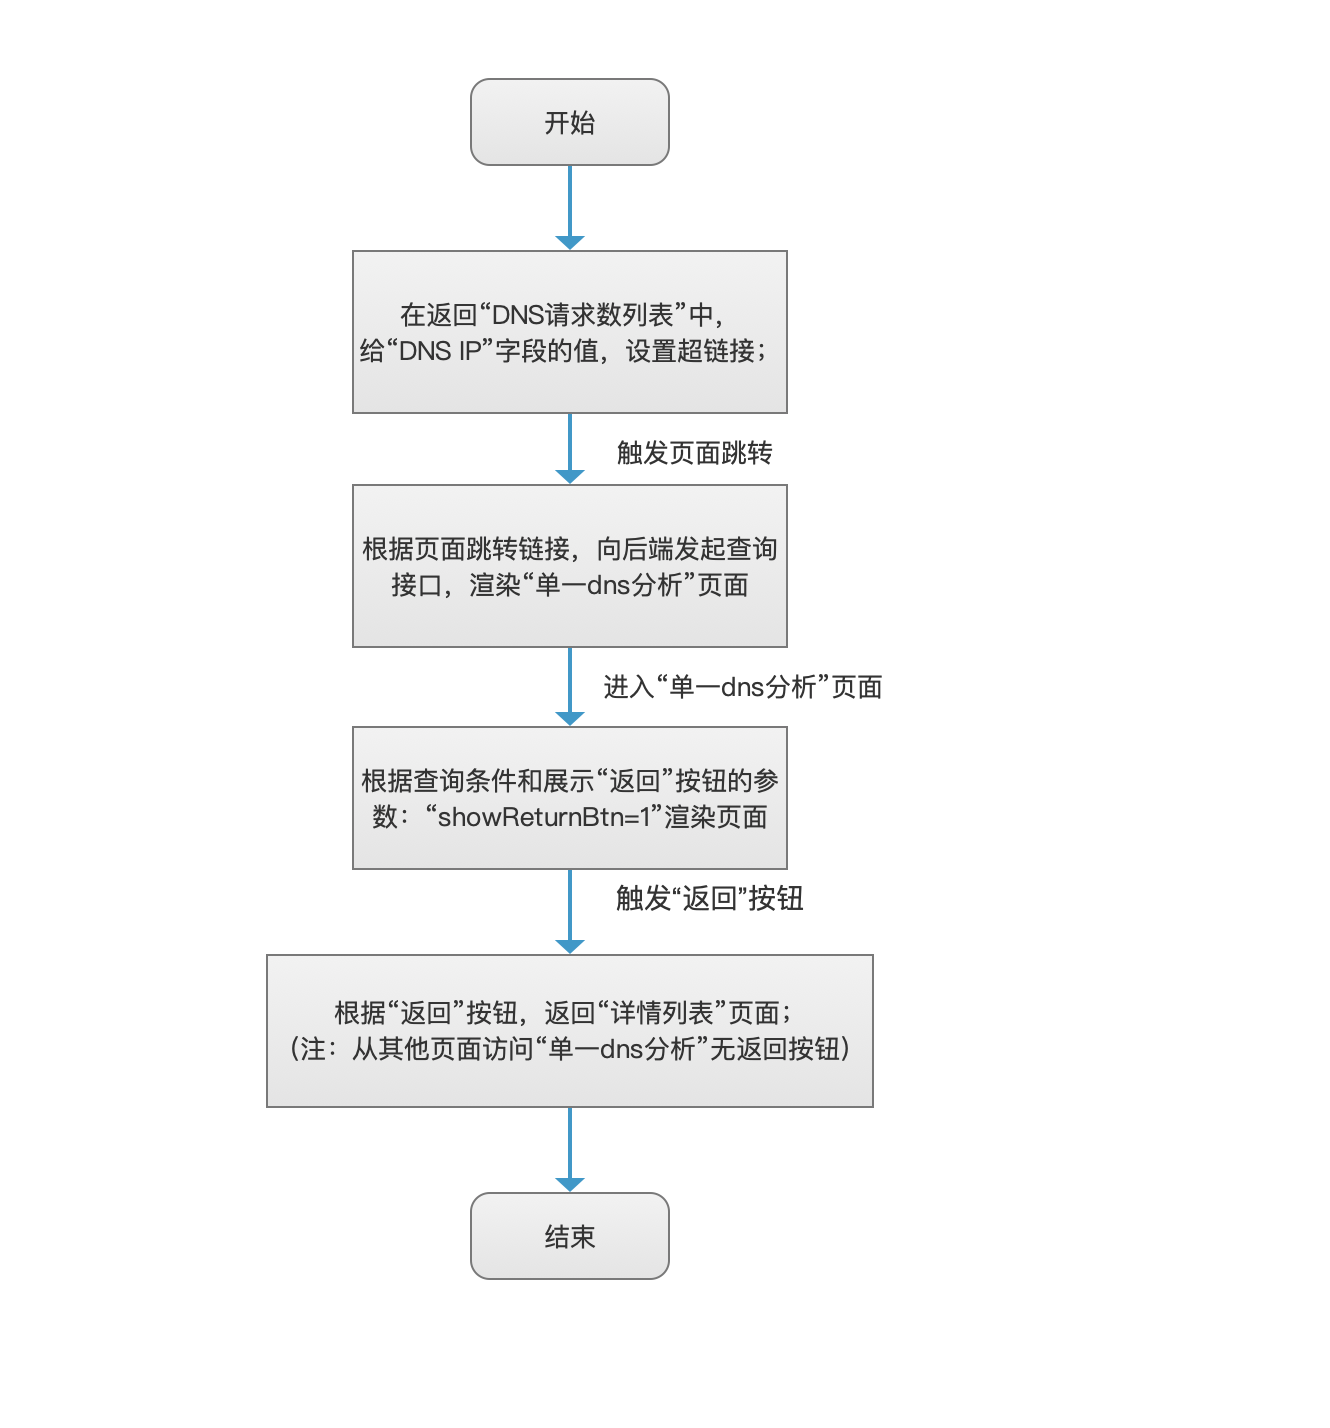 开始
在返回“DNS请求数列表”中，
给“DNS IP”字段的值，设置超链接；
触发页面跳转
根据页面跳转链接，向后端发起查询
接口，渲染“单一dns分析”页面
进入“单一dns分析”页面
根据查询条件和展示“返回”按钮的参
数：“showReturnBtn=1”渲染页面
触发“返回”按钮
根据“返回”按钮，返回“详情列表”页面；
（注：从其他页面访问“单一dns分析”无返回按钮）
结束